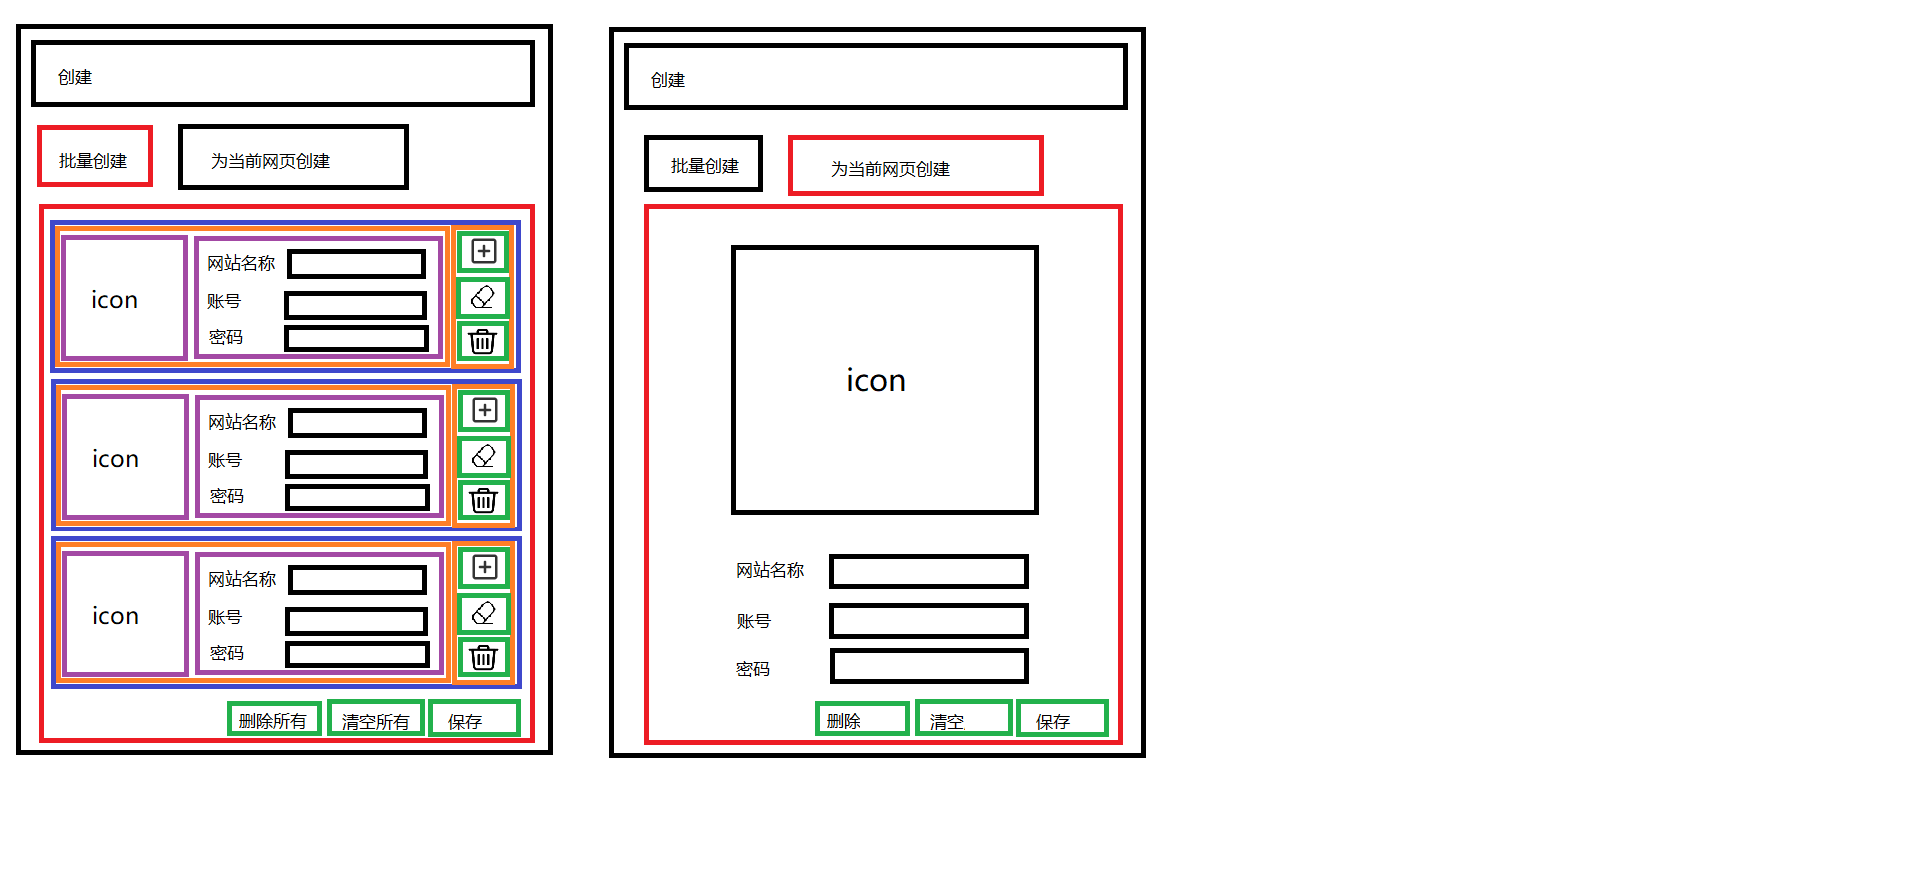 创建
批量创建
为当前网页创建
icon
网站名称
账号
密码
icon
网站名称
账号
密码
icon
网站名称
账号
密码
删除所有
清空所有
保存
创建
批量创建
为当前网页创建
icon
网站名称
账号
密码
删除
清空
保存